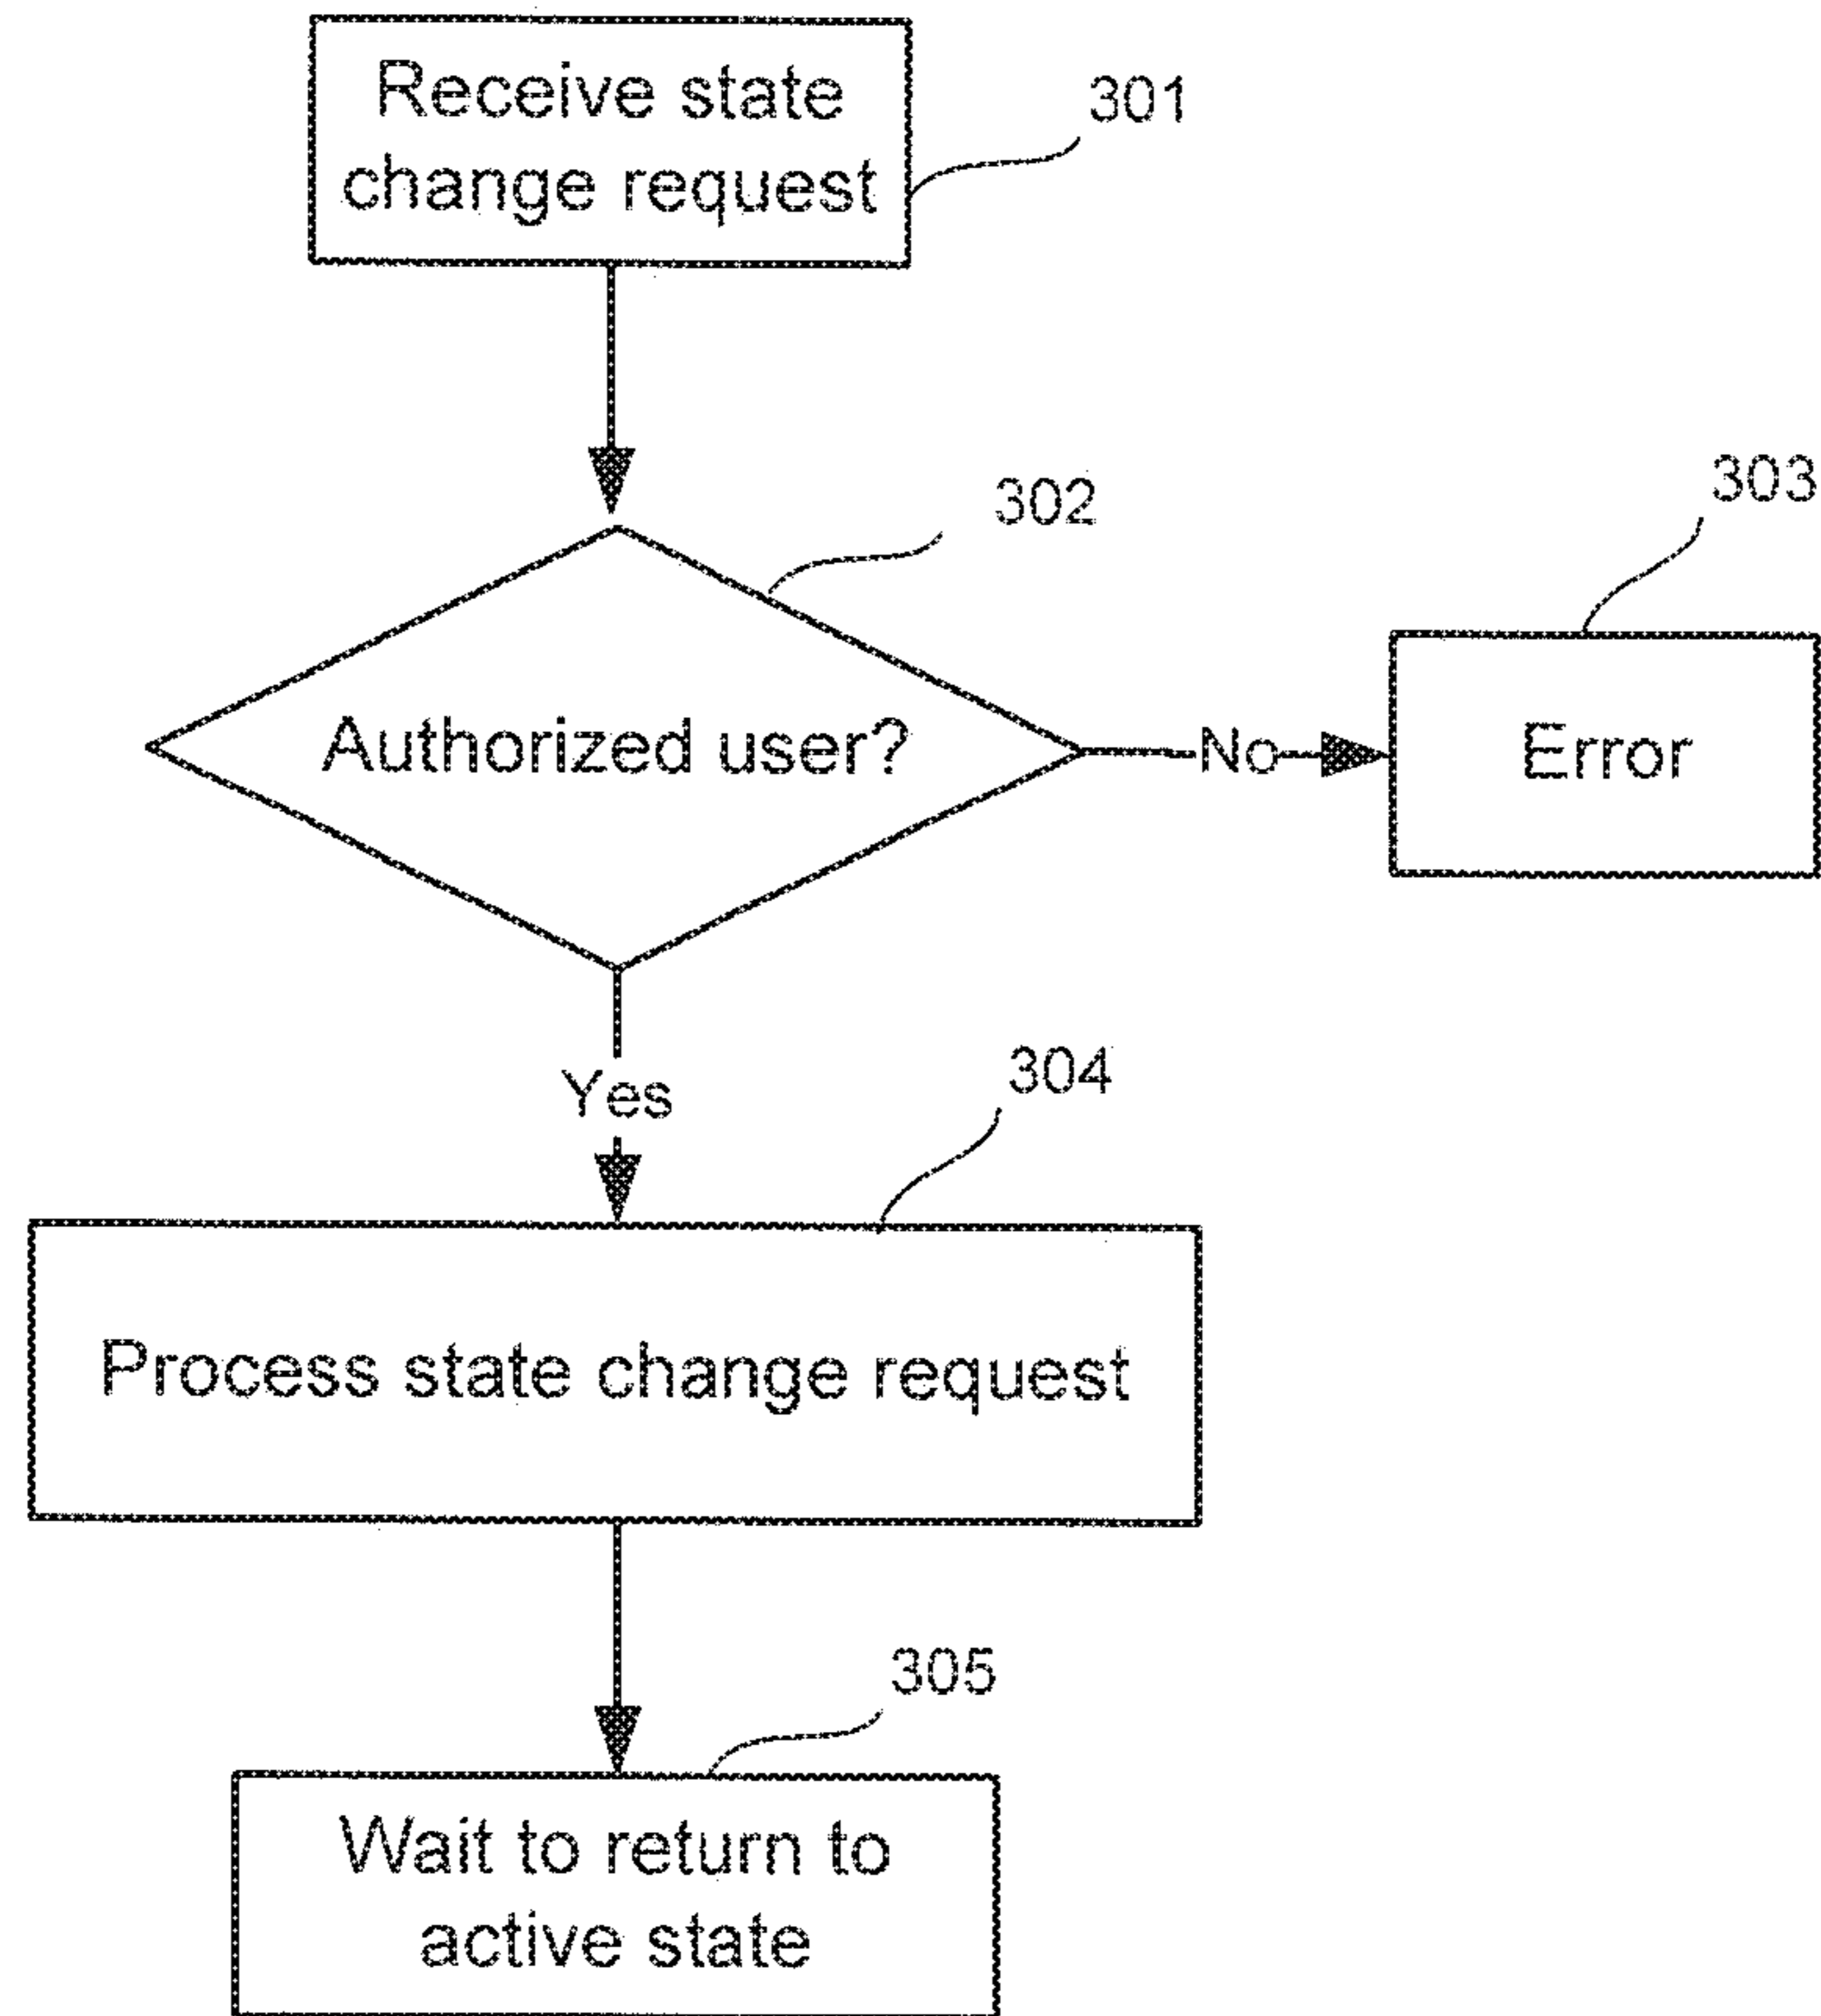 Receive state
change request
301
302
303
Authorized user?
No
Error
Yes
304
Process state change request
305
Wait to return to
active state